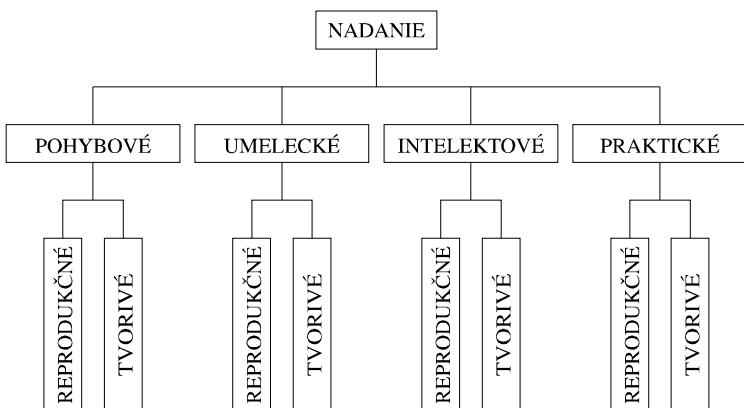 NADANIE
POHYBOVÉ
UMELECKÉ
INTELEKTOVÉ
PRAKTICKÉ
REPRODUKČNÉ
TVORIVÉ
REPRODUKČNÉ
TVORIVÉ
REPRODUKČNÉ
TVORIVÉ
REPRODUKČNÉ
TVORIVÉ